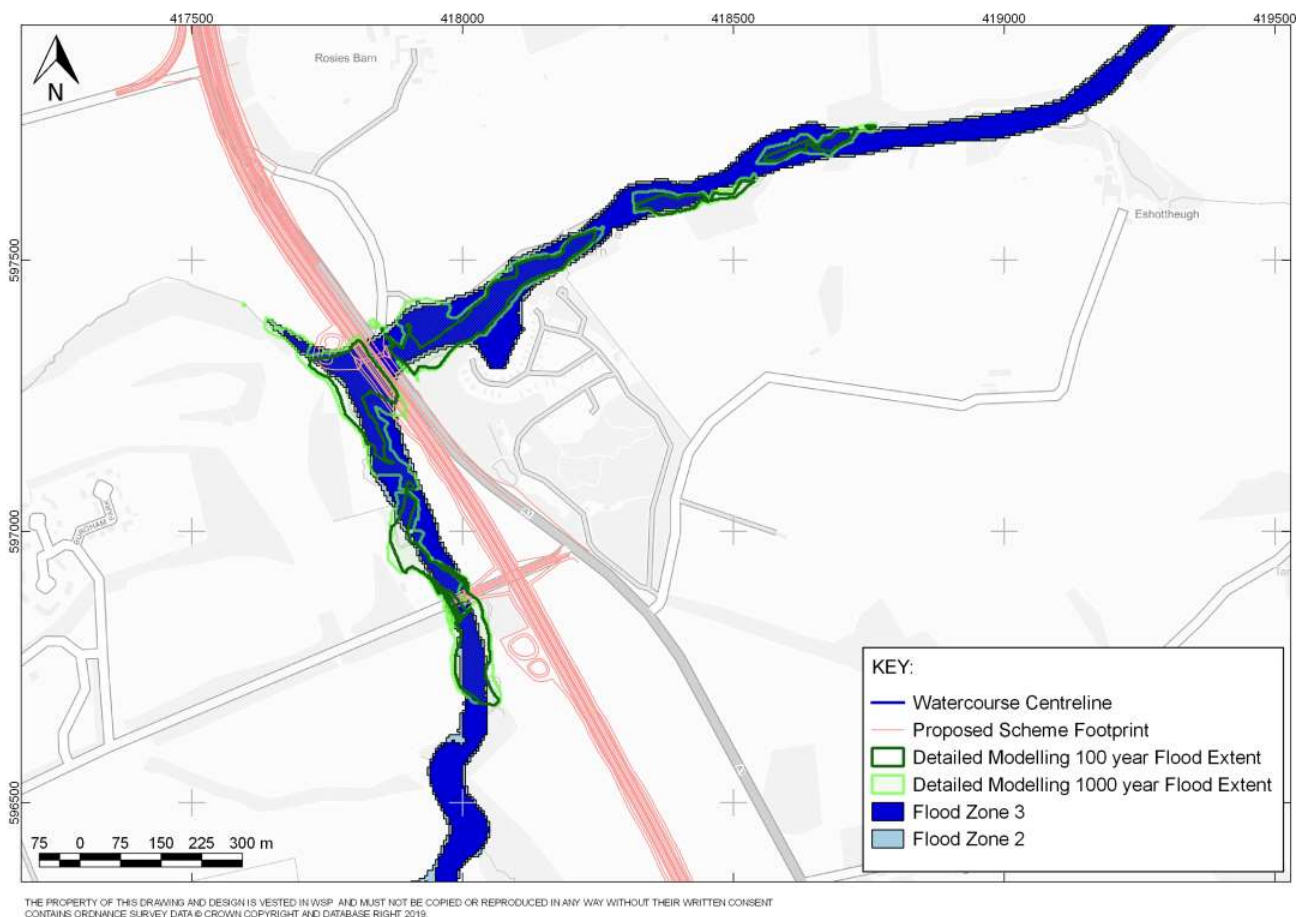 417500 418000 418500 419000 419500
Rosies Barn
N
Eshottheugh
597500
597000
BURGHAM PARK
A1
596500
A1
75 0 75 150 225 300 m
KEY:
Watercourse Centreline
Proposed Scheme Footprint
Detailed Modelling 100 year Flood Extent
Detailed Modelling 1000 year Flood Extent
Flood Zone 3
Flood Zone 2
THE PROPERTY OF THIS DRAWING AND DESIGN IS VESTED IN WSP AND MUST NOT BE COPIED OR REPRODUCED IN ANY WAY WITHOUT THEIR WRITTEN CONSENT
CONTAINS ORDNANCE SURVEY DATA © CROWN COPYRIGHT AND DATABASE RIGHT 2019.